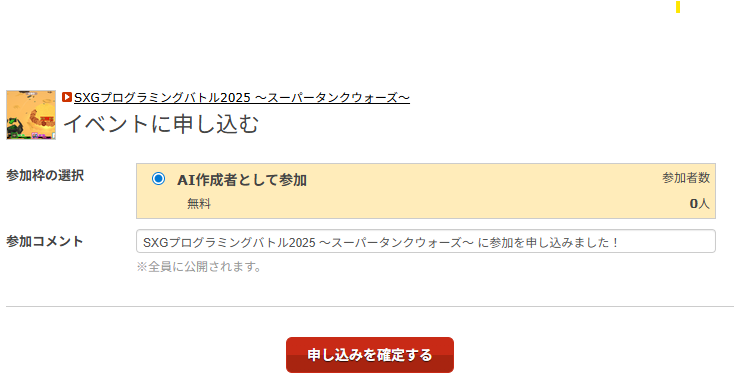 SXGプログラミングバトル2025 ～スーパータンクウォーズ～
イベントに申し込む
参加枠の選択
AI作成者として参加
参加者数
無料
0人
参加コメント
SXGプログラミングバトル2025 ～スーパータンクウォーズ～ に参加を申し込みました！
※全員に公開されます。
申し込みを確定する